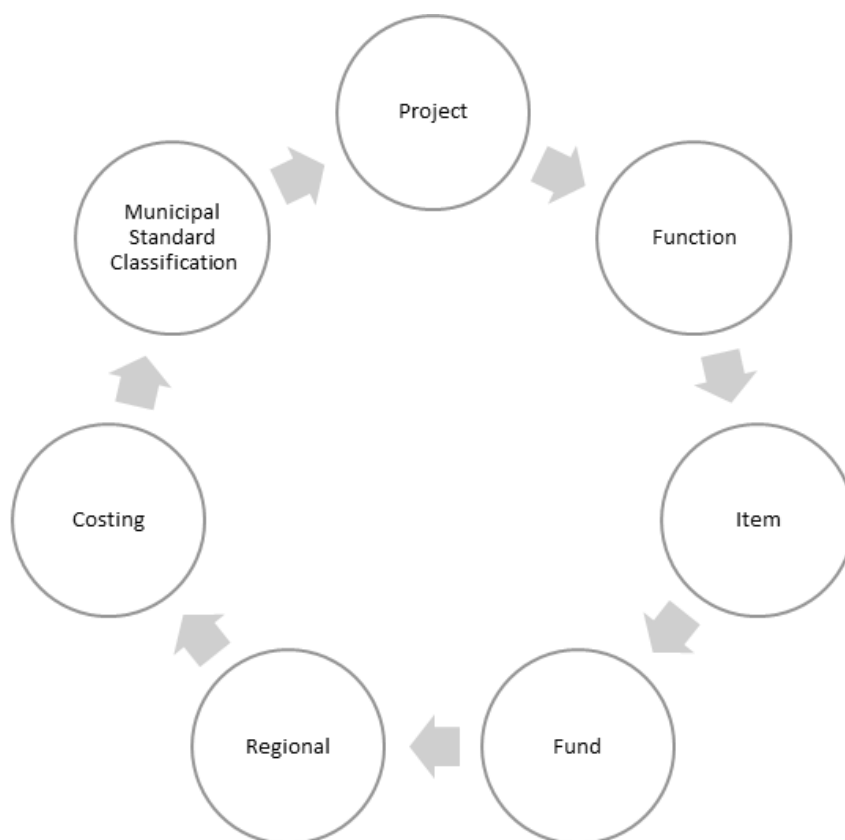 Project
Function
Item
Fund
Regional
Costing
Municipal
Standard
Classification